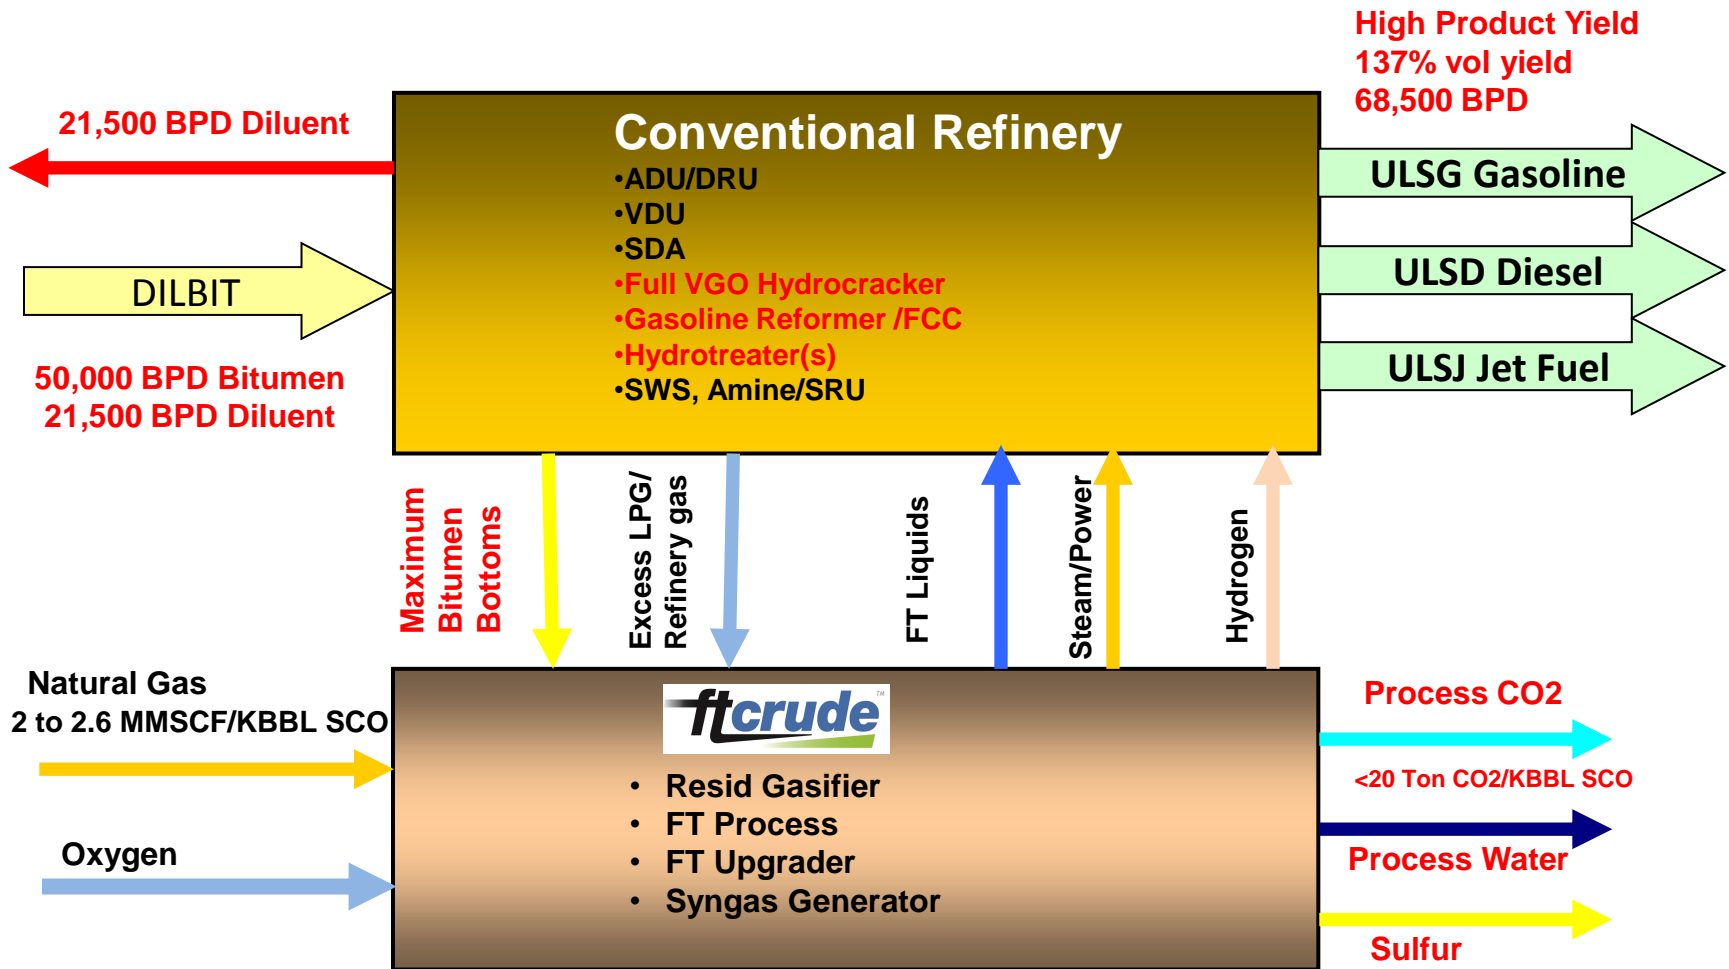 High Product Yield
137% vol yield
68,500 BPD
21,500 BPD Diluent
Conventional Refinery
•ADU/DRU
•VDU
•SDA
•Full VGO Hydrocracker
•Gasoline Reformer /FCC
•Hydrotreater(s)
•SWS, Amine/SRU
ULSG Gasoline
ULSD Diesel
ULSJ Jet Fuel
DILBIT
50,000 BPD Bitumen
21,500 BPD Diluent
Maximum
Bitumen
Bottoms
Excess LPG/
Refinery gas
FT Liquids
Steam/Power
Hydrogen
Natural Gas
2 to 2.6 MMSCF/KBBL SCO
Oxygen
ftcrude™
• Resid Gasifier
• FT Process
• FT Upgrader
• Syngas Generator
Process CO2
<20 Ton CO2/KBBL SCO
Process Water
Sulfur